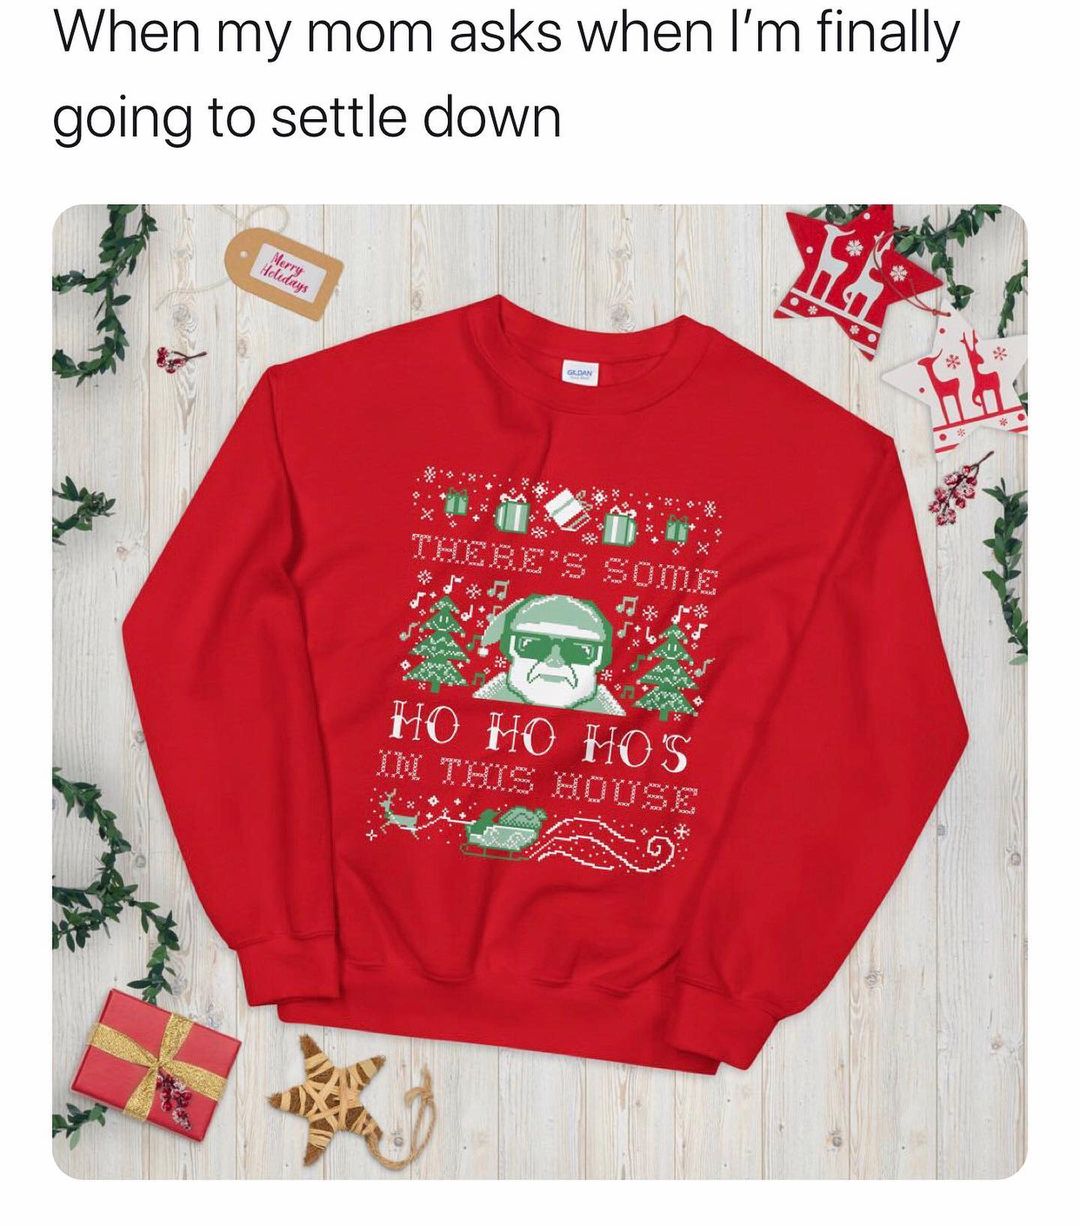 When my mom asks when I’m finally
going to settle down
Merry
Holidays
GILDAN
THERE'S SOME
HO HO HO'S
IN THIS HOUSE